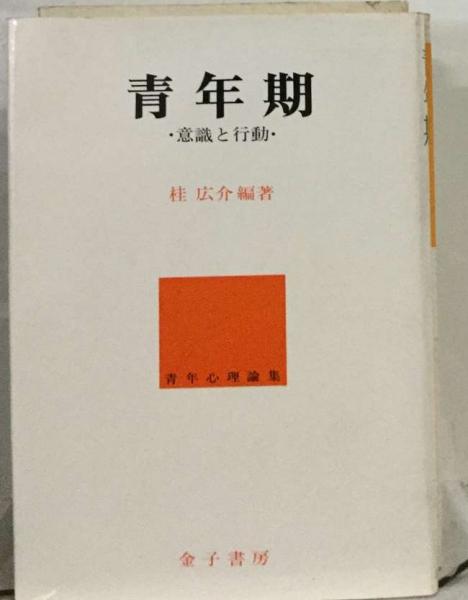 青年期
・意識と行動・
桂 広介編著
青年心理論集
金子書房